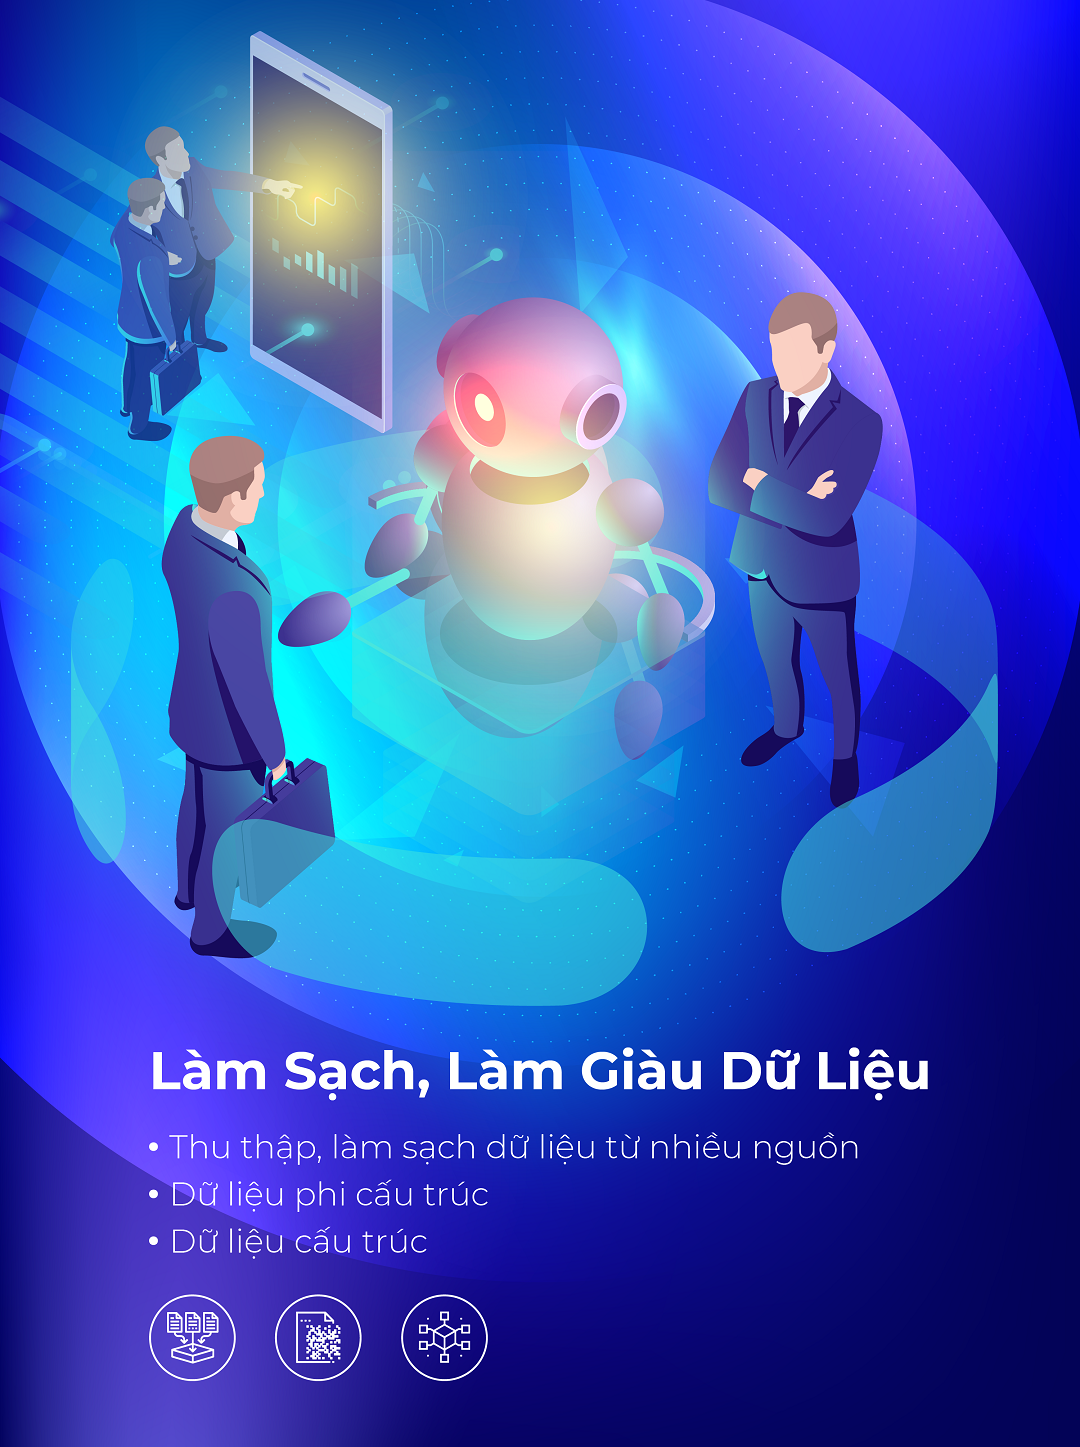 Làm Sạch, Làm Giàu Dữ Liệu
• Thu thập, làm sạch dữ liệu từ nhiều nguồn
• Dữ liệu phi cấu trúc
• Dữ liệu cấu trúc